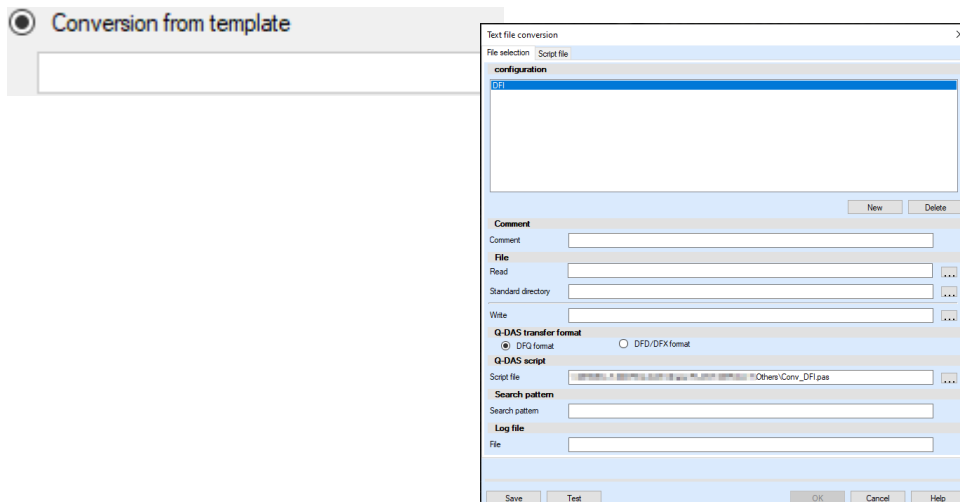 Conversion from template
Text file conversion
File selection Script file
configuration
DFI
New Delete
Comment
Comment
File
Read ...
Standard directory ...
Write ...
Q-DAS transfer format
DFQ format DFD/DFX format
Q-DAS script
Script file Others\Conv_DFI.pas ...
Search pattern
Search pattern
Log file
File
Save Test OK Cancel Help